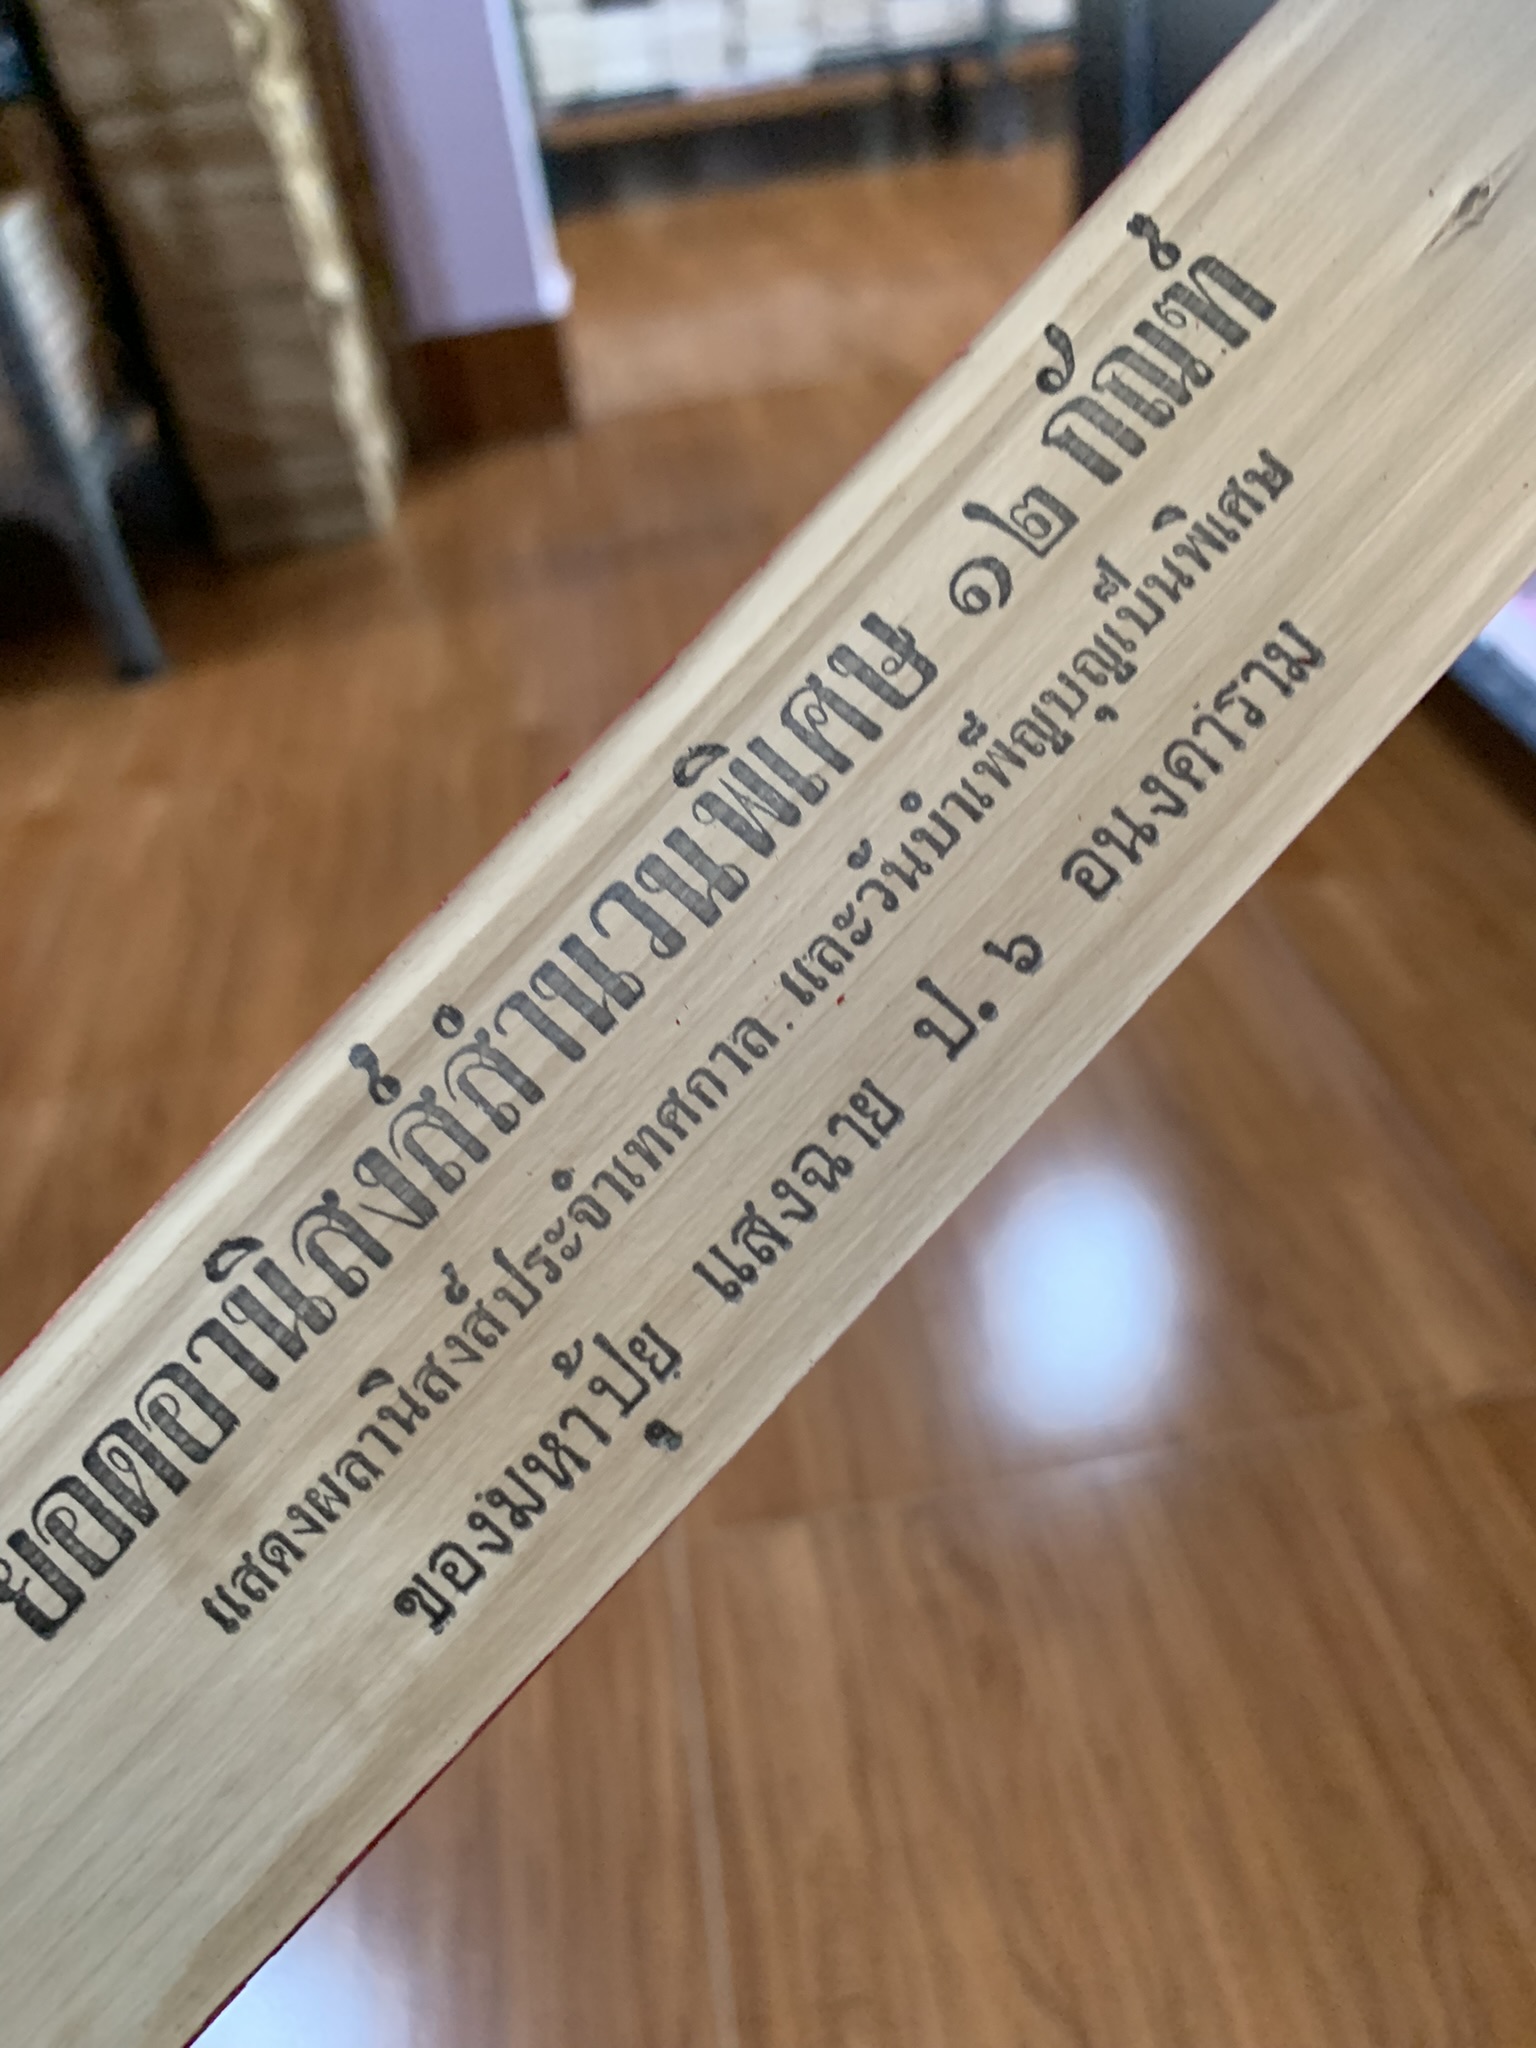 ยอดอานิสงส์สำนวนพิเศษ ๑๒ กัณฑ์
แสดงผลานิสงส์ประจำเทศกาล และวันบำเพ็ญบุญเป็นพิเศษ
ของมหาปุ้ย แสงฉาย ป. ๖ อนงคาราม